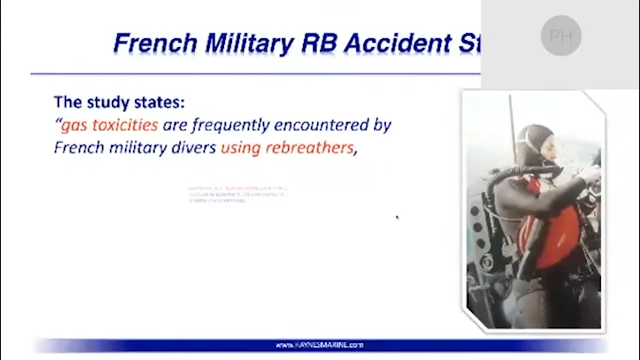 French Military RB Accident St
PH
The study states:
“gas toxicities are frequently encountered by
French military divers using rebreathers,
www.HAYNESMARINE.com